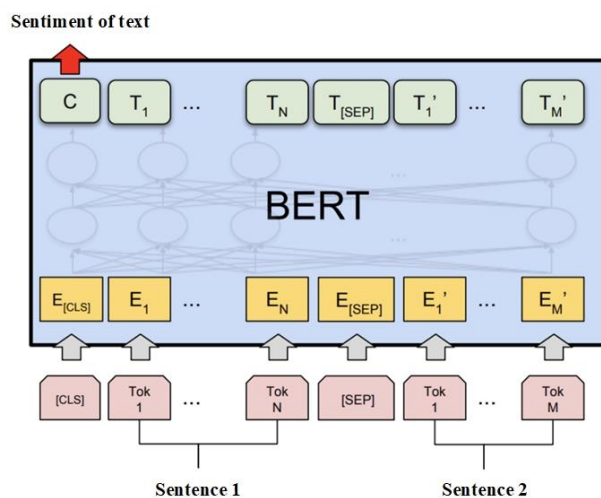 Sentiment of text
C T1 ... TN T[SEP] T1' ... TM'
...
BERT
...
E[CLS] E1 ... EN E[SEP] E1' ... EM'
[CLS] Tok 1 ... Tok N [SEP] Tok 1 ... Tok M
Sentence 1 Sentence 2